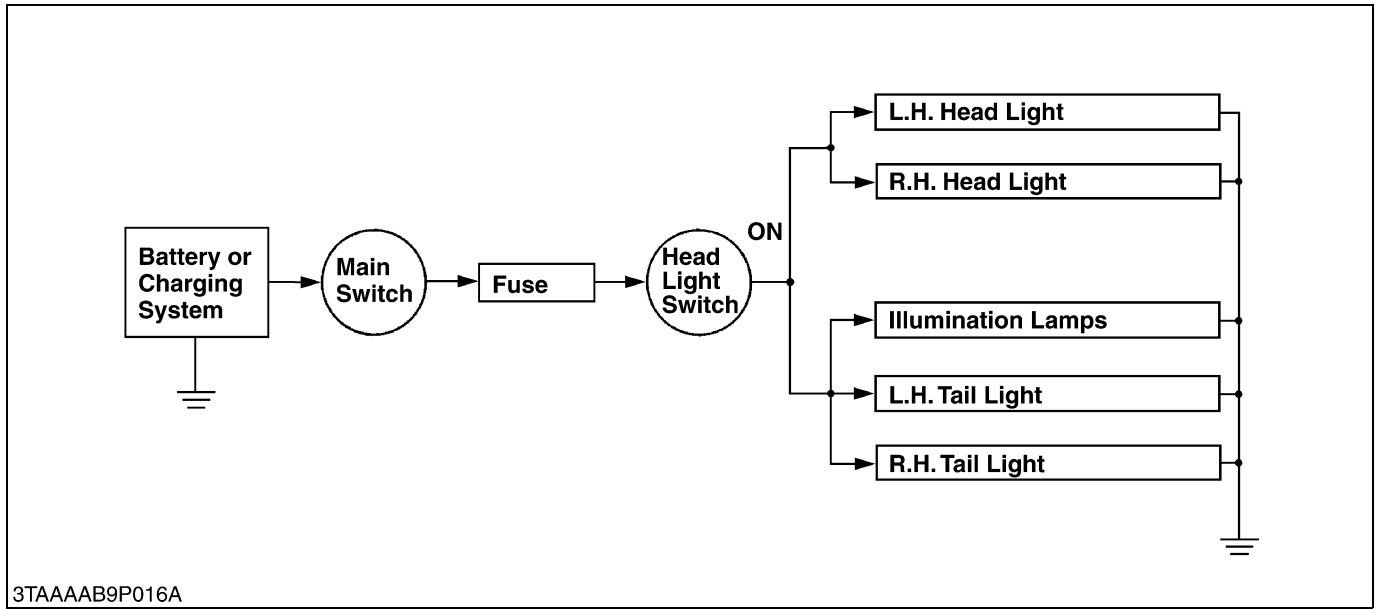 Battery or
Charging
System
Main
Switch
Fuse
Head
Light
Switch
ON
L.H. Head Light
R.H. Head Light
Illumination Lamps
L.H. Tail Light
R.H. Tail Light
3TAAAAB9P016A